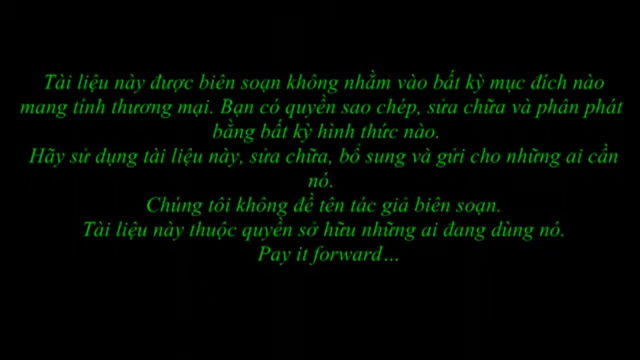 Tài liệu này được biên soạn không nhằm vào bất kỳ mục đích nào
mang tính thương mại. Bạn có quyền sao chép, sửa chữa và phân phát
bằng bất kỳ hình thức nào.
Hãy sử dụng tài liệu này, sửa chữa, bổ sung và gửi cho những ai cần
nó.
Chúng tôi không đề tên tác giả biên soạn.
Tài liệu này thuộc quyền sở hữu những ai đang dùng nó.
Pay it forward…